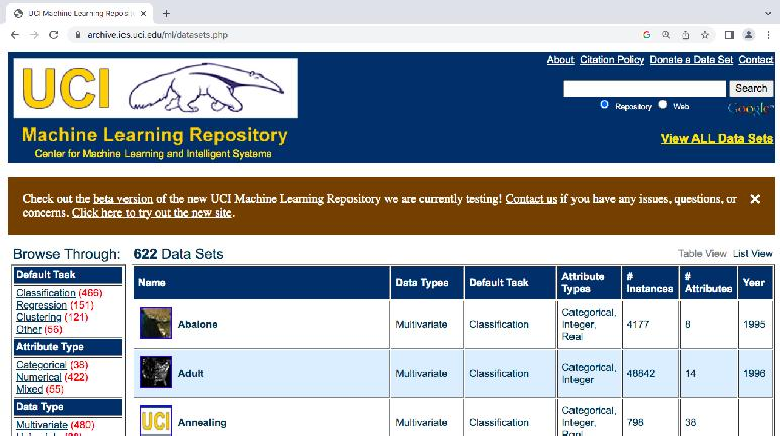 UCI Machine Learning Reposi
archive.ics.uci.edu/ml/datasets.php
UCI
Machine Learning Repository
Center for Machine Learning and Intelligent Systems
About Citation Policy Donate a Data Set Contact
Search
Repository Web
Google™
View ALL Data Sets
Check out the beta version of the new UCI Machine Learning Repository we are currently testing! Contact us if you have any issues, questions, or
concerns. Click here to try out the new site.
Browse Through:
Default Task
Classification (466)
Regression (151)
Clustering (121)
Other (56)
Attribute Type
Categorical (38)
Numerical (422)
Mixed (55)
Data Type
Multivariate (480)
622 Data Sets
Table View List View
Name Data Types Default Task Attribute Types # Instances # Attributes Year
Abalone Multivariate Classification Categorical, Integer, Real 4177 8 1995
Adult Multivariate Classification Categorical, Integer 48842 14 1996
UCI Annealing Multivariate Classification Categorical, Integer, Real 798 38